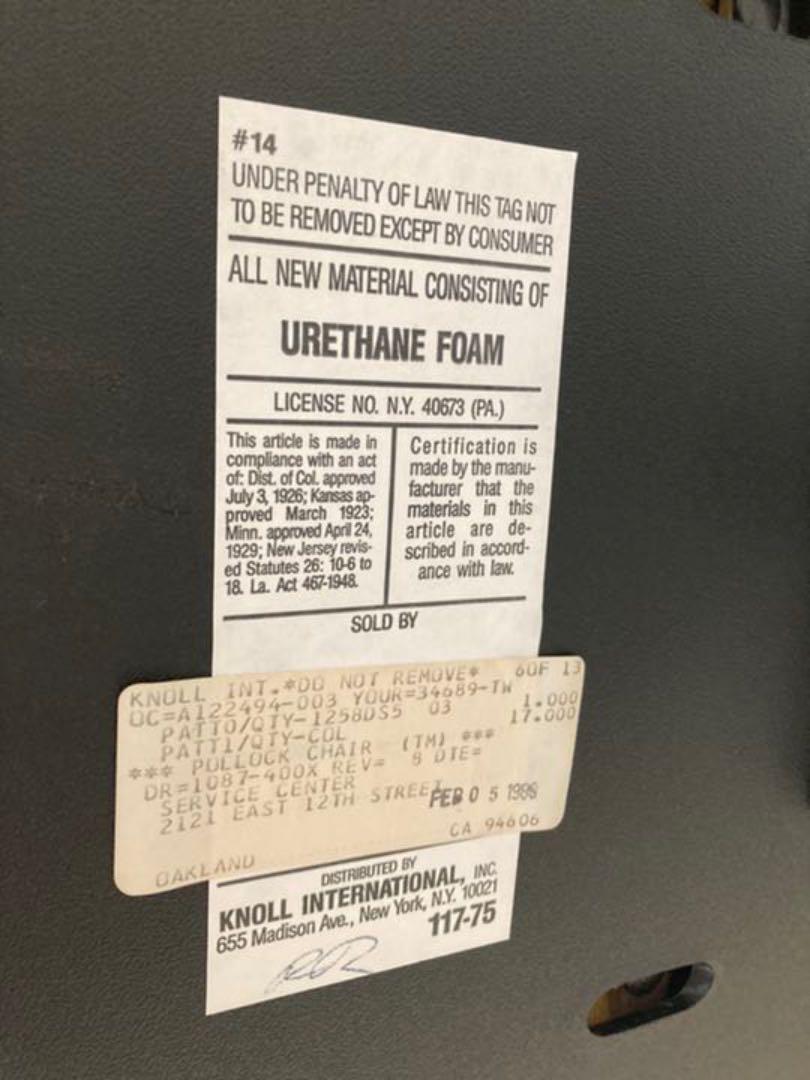 #14
UNDER PENALTY OF LAW THIS TAG NOT
TO BE REMOVED EXCEPT BY CONSUMER
ALL NEW MATERIAL CONSISTING OF
URETHANE FOAM
LICENSE NO. N.Y. 40673 (PA.)
This article is made in
compliance with an act
of: Dist. of Col. approved
July 3, 1926; Kansas ap-
proved March 1923;
Minn. approved April 24,
1929; New Jersey revis-
ed Statutes 26: 10-6 to
18. La. Act 467-1948.
Certification is
made by the manu-
facturer that the
materials in this
article are de-
scribed in accord-
ance with law.
SOLD BY
KNOLL INT.*DO NOT REMOVE* 6OF 13
OC=A122494-003 YOUR=34689-TW
PATTO/QTY-1258DS5 03 1.000
PATT1/QTY-COL 17.000
*** POLLOCK CHAIR (TM) ***
DR=1087-400X REV= 8 DTE=
SERVICE CENTER
2121 EAST 12TH STREET FEB 05
OAKLAND CA 94606
DISTRIBUTED BY
KNOLL INTERNATIONAL, INC.
655 Madison Ave., New York, N.Y. 10021
117-75